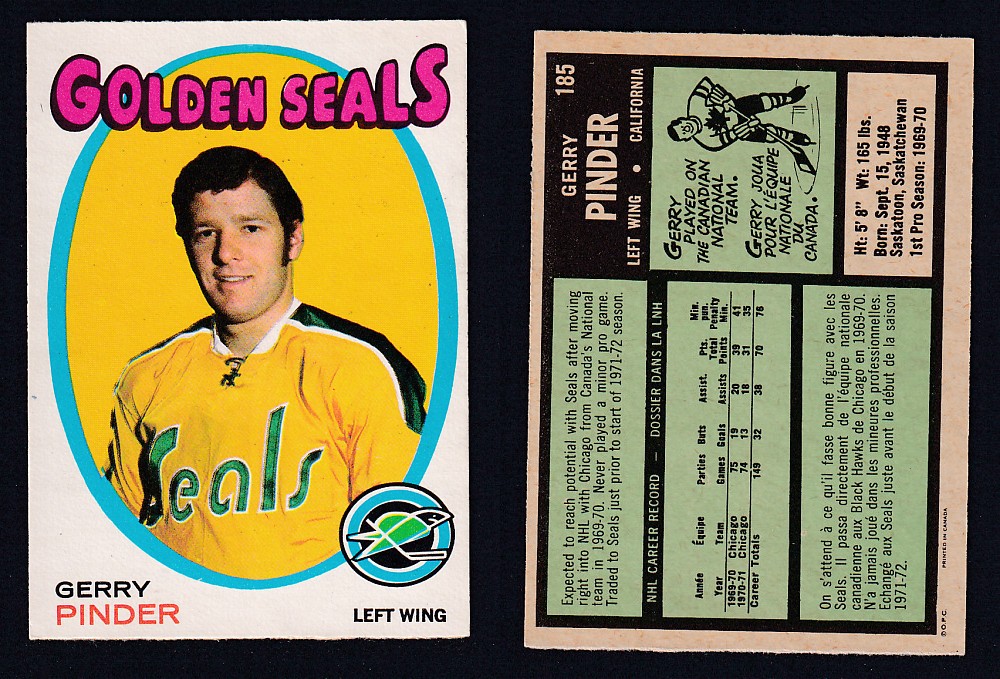 GOLDEN SEALS
Seals
GERRY
PINDER
LEFT WING
185
GERRY
PINDER
LEFT WING • CALIFORNIA
GERRY
PLAYED ON
THE CANADIAN
NATIONAL
TEAM.
GERRY JOUA
POUR L'ÉQUIPE
NATIONALE
DU
CANADA.
Ht: 5' 8" Wt: 165 lbs.
Born: Sept. 15, 1948
Saskatoon, Saskatchewan
1st Pro Season: 1969-70
Expected to reach potential with Seals after moving
right into NHL with Chicago from Canada's National
team in 1969-70. Never played a minor pro game.
Traded to Seals just prior to start of 1971-72 season.
NHL CAREER RECORD — DOSSIER DANS LA LNH
Année Équipe Parties Buts Assist. Pts. Min. pun.
Year Team Games Goals Assists Total Points Penalty Min.
1969-70 Chicago 75 19 20 39 41
1970-71 Chicago 74 13 18 31 35
Career Totals 149 32 38 70 76
On s'attend à ce qu'il fasse bonne figure avec les
Seals. Il passa directement de l'équipe nationale
canadienne aux Black Hawks de Chicago en 1969-70.
N'a jamais joué dans les mineures professionnelles.
Echangé aux Seals juste avant le début de la saison
1971-72.
©O.P.C. PRINTED IN CANADA